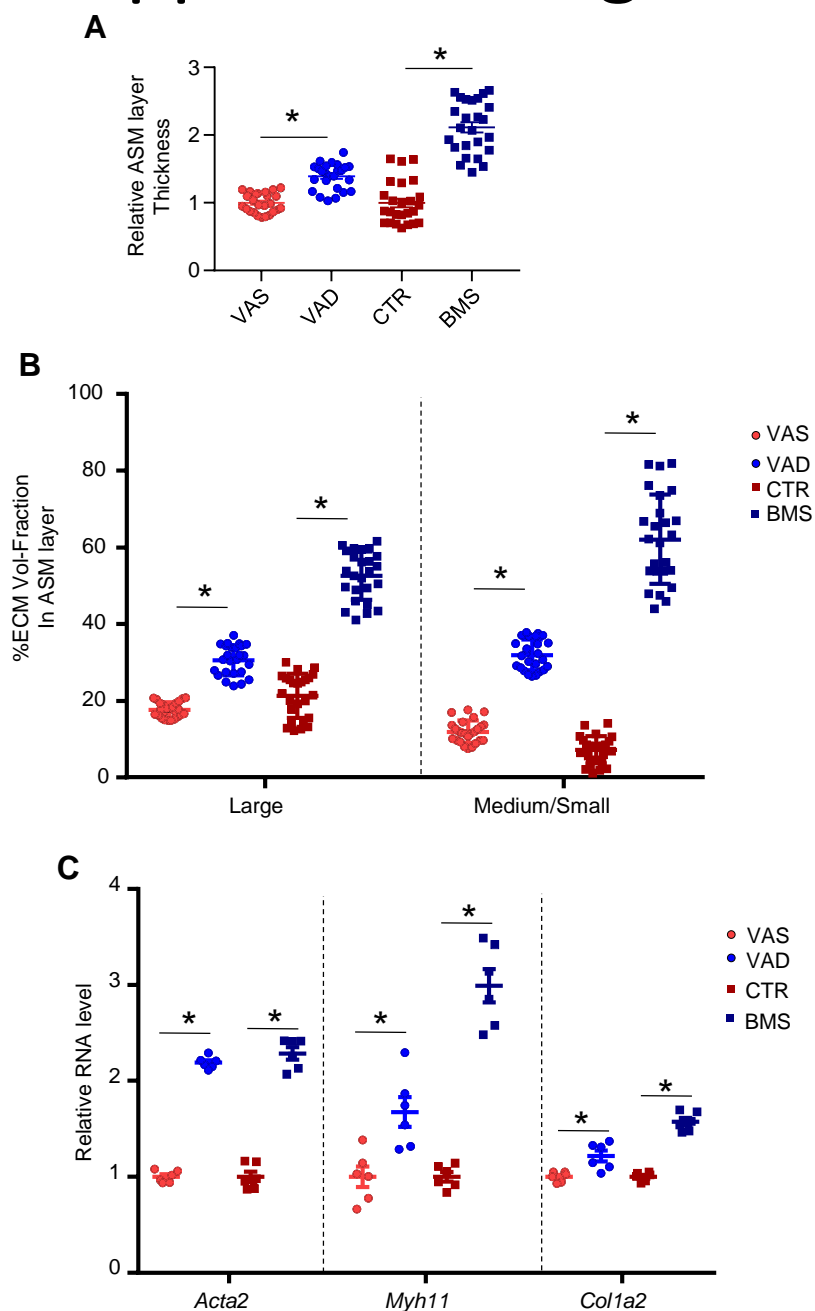 A
Relative ASM layer
Thickness
3
2
1
0
*
*
VAS
VAD
CTR
BMS
B
%ECM Vol-Fraction
In ASM layer
100
80
60
40
20
0
*
*
*
*
Large
Medium/Small
VAS
VAD
CTR
BMS
C
Relative RNA level
4
3
2
1
0
*
*
*
*
*
*
Acta2
Myh11
Col1a2
VAS
VAD
CTR
BMS